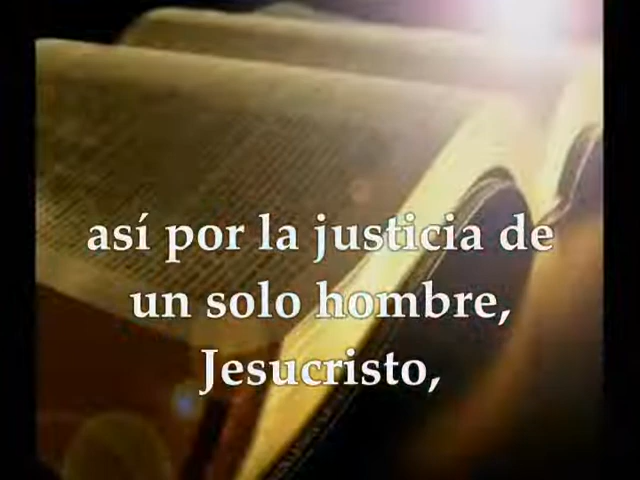 así por la justicia de
un solo hombre,
Jesucristo,